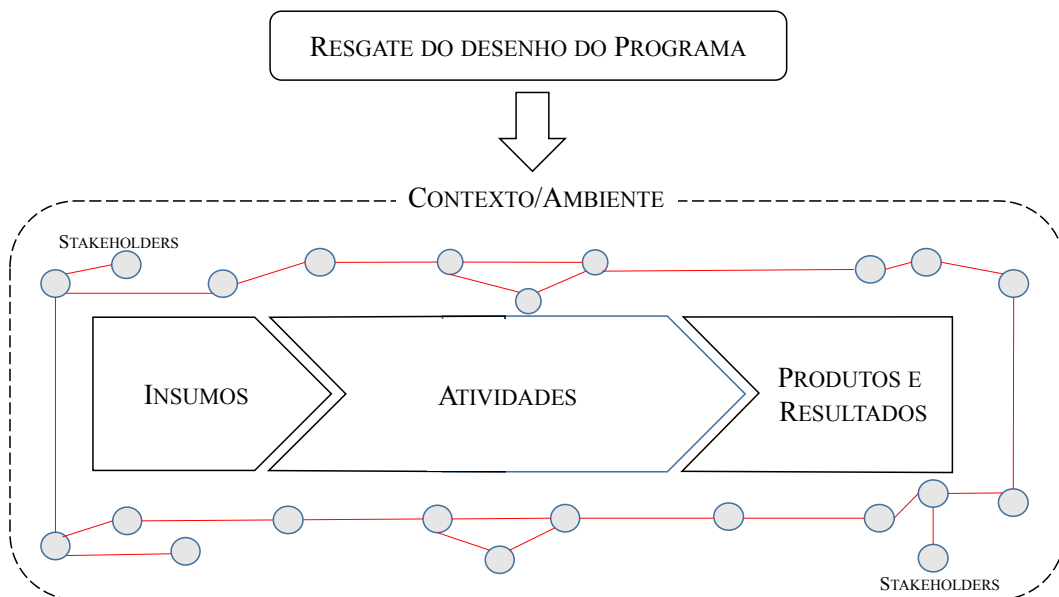 RESGATE DO DESENHO DO PROGRAMA
CONTEXTO/AMBIENTE
STAKEHOLDERS
INSUMOS
ATIVIDADES
PRODUTOS E
RESULTADOS
STAKEHOLDERS